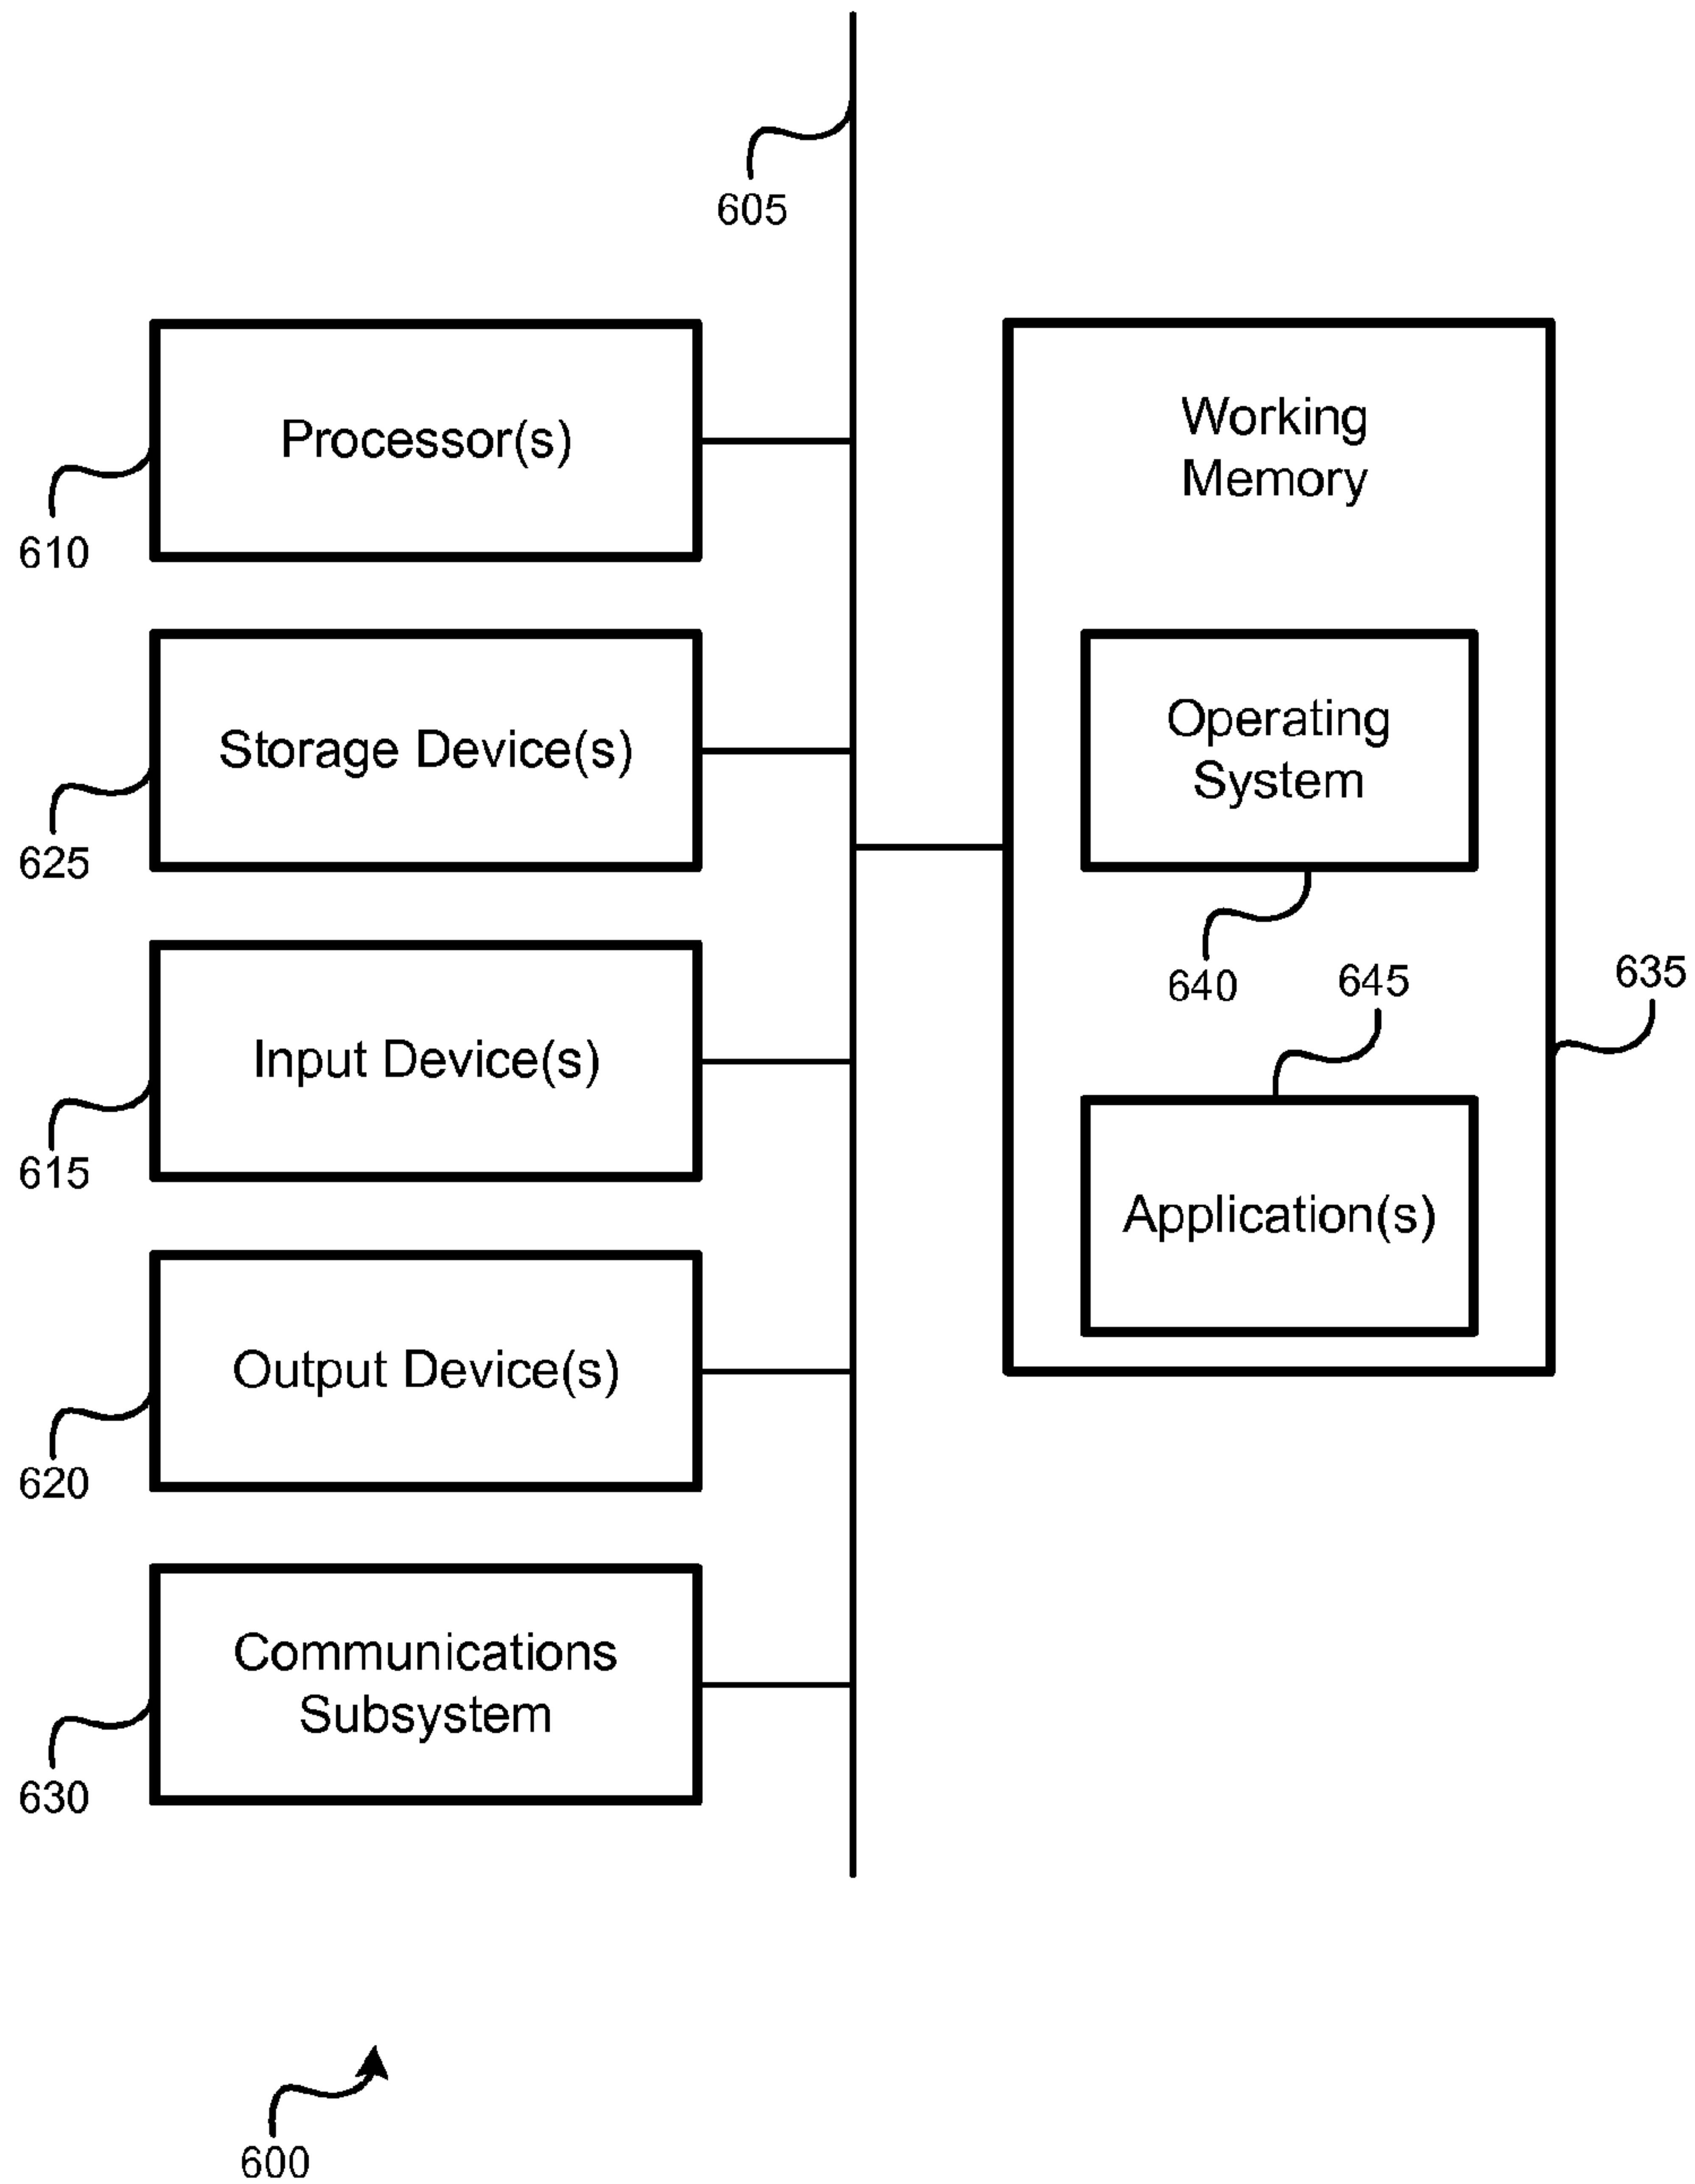 605
Processor(s)
610
Storage Device(s)
625
Input Device(s)
615
Output Device(s)
620
Communications
Subsystem
630
Working
Memory
Operating
System
640
645
635
Application(s)
600